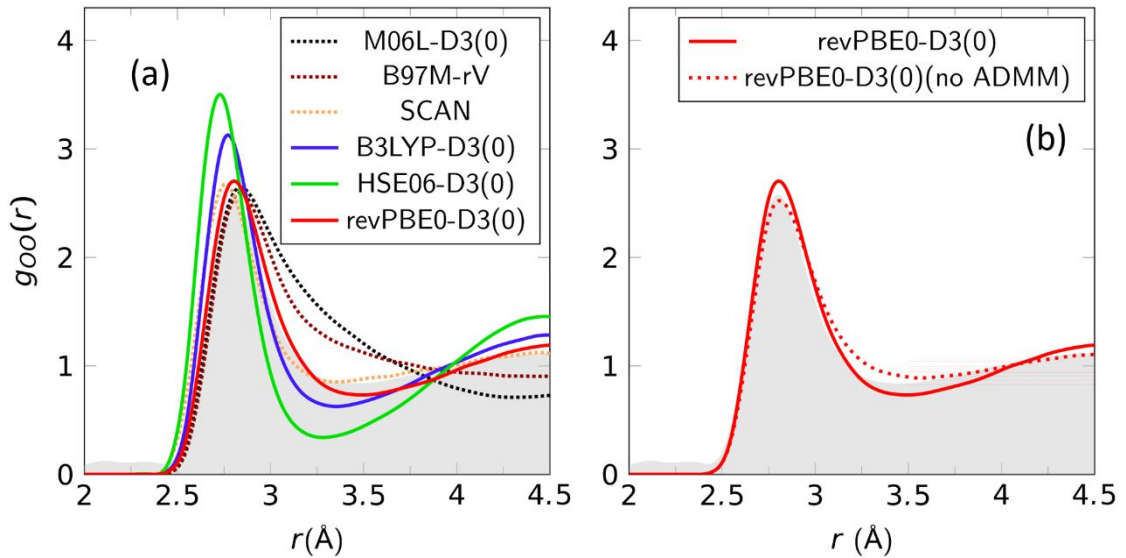 (a)
M06L-D3(0)
B97M-rV
SCAN
B3LYP-D3(0)
HSE06-D3(0)
revPBE0-D3(0)
4
3
2
1
0
goo(r)
2 2.5 3 3.5 4 4.5
r(Å)
revPBE0-D3(0)
revPBE0-D3(0)(no ADMM)
(b)
4
3
2
1
0
2 2.5 3 3.5 4 4.5
r (Å)